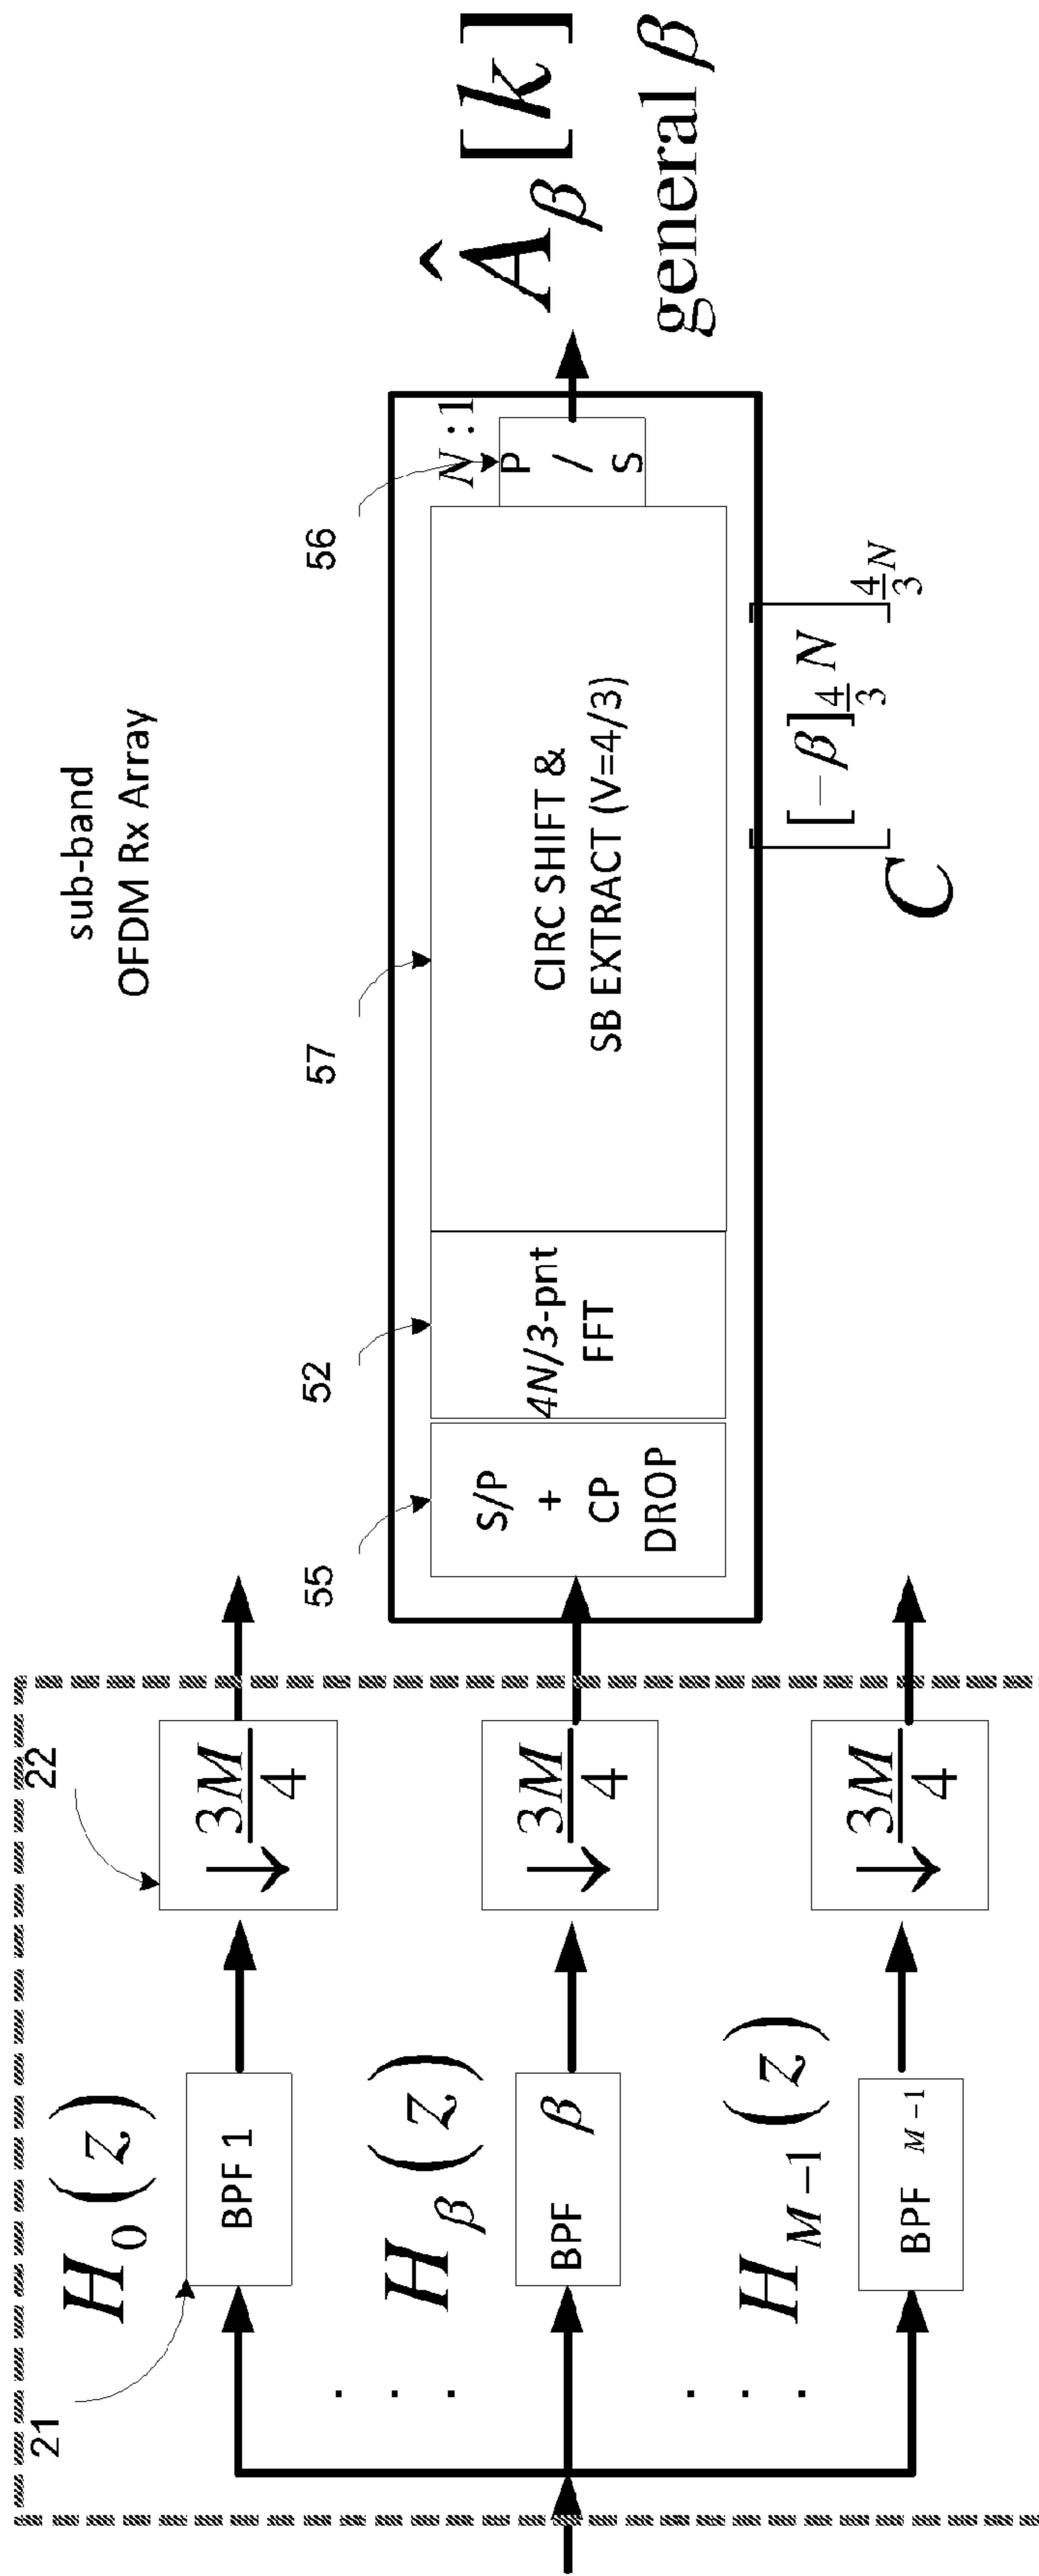 sub-band
OFDM Rx Array
21
22
H_0(z)
BPF 1
↓ 3M/4
H_β(z)
BPF β
↓ 3M/4
H_{M-1}(z)
BPF M-1
↓ 3M/4
. . .
. . .
55
S/P
+
CP
DROP
52
4N/3-pnt
FFT
57
CIRC SHIFT &
SB EXTRACT (V=4/3)
C^{[[-β]_{4/3} N]_{4/3 N}}
56
N:1
P
/
S
Â_β[k]
general β